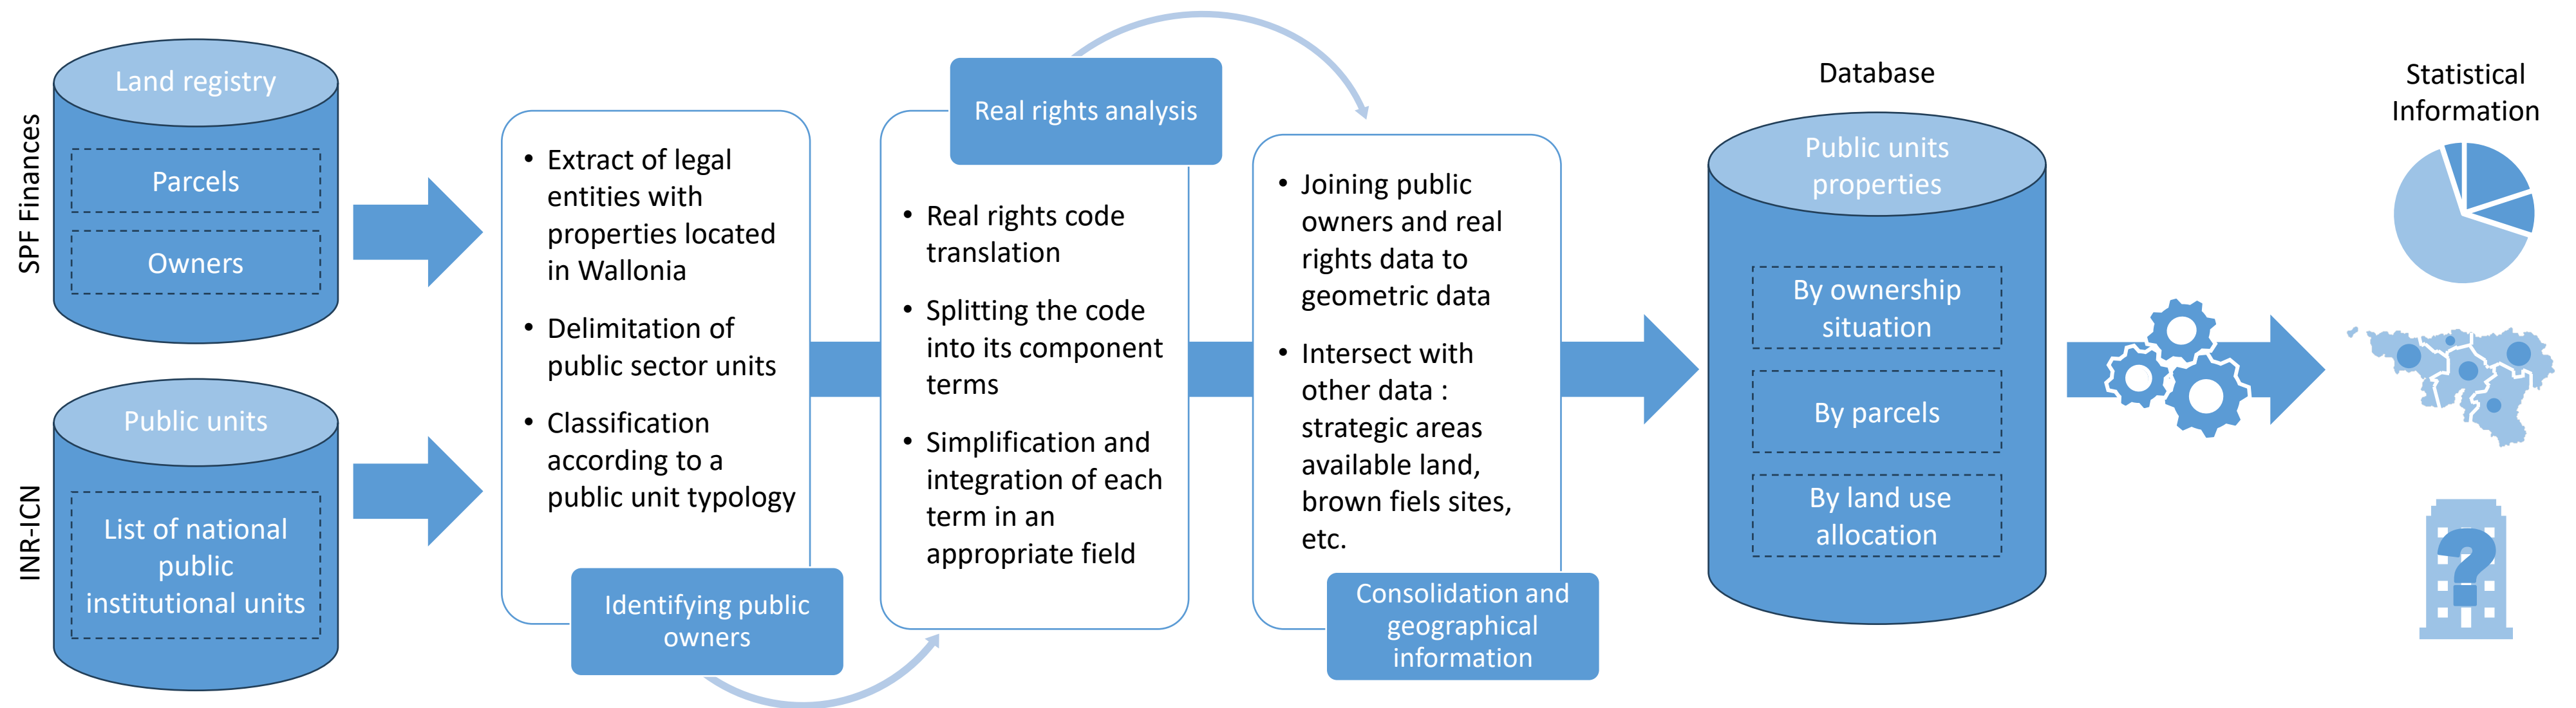 SPF Finances
Land registry
Parcels
Owners
INR-ICN
Public units
List of national
public
institutional units
• Extract of legal
entities with
properties located
in Wallonia
• Delimitation of
public sector units
• Classification
according to a
public unit typology
Identifying public
owners
Real rights analysis
• Real rights code
translation
• Splitting the code
into its component
terms
• Simplification and
integration of each
term in an
appropriate field
• Joining public
owners and real
rights data to
geometric data
• Intersect with
other data :
strategic areas
available land,
brown fiels sites,
etc.
Consolidation and
geographical
information
Database
Public units
properties
By ownership
situation
By parcels
By land use
allocation
Statistical
Information
?